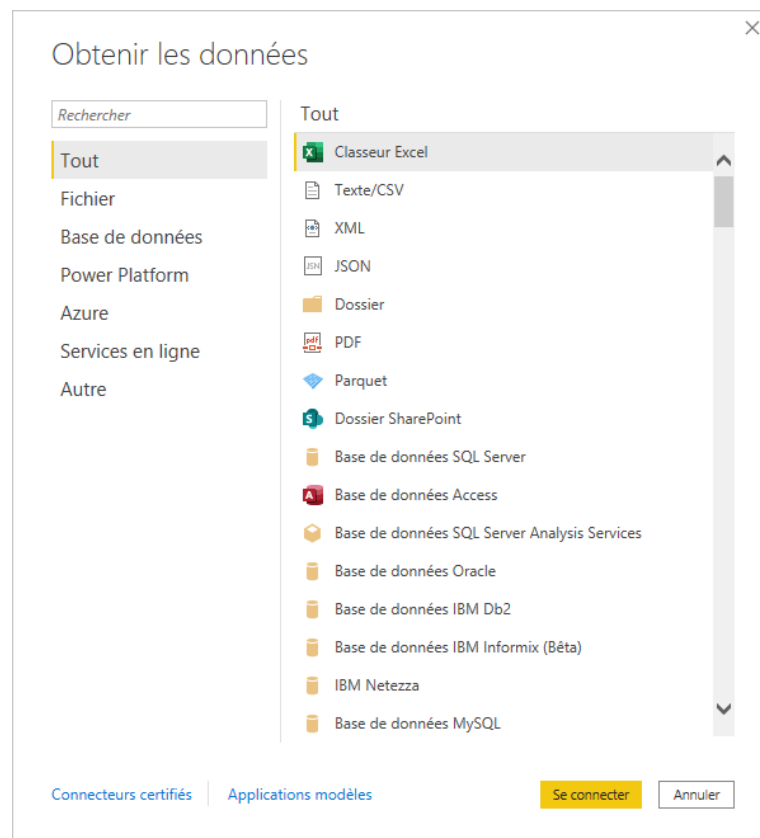 Obtenir les données
Rechercher
Tout
Fichier
Base de données
Power Platform
Azure
Services en ligne
Autre
Tout
Classeur Excel
Texte/CSV
XML
JSON
Dossier
PDF
Parquet
Dossier SharePoint
Base de données SQL Server
Base de données Access
Base de données SQL Server Analysis Services
Base de données Oracle
Base de données IBM Db2
Base de données IBM Informix (Bêta)
IBM Netezza
Base de données MySQL
Connecteurs certifiés
Applications modèles
Se connecter
Annuler